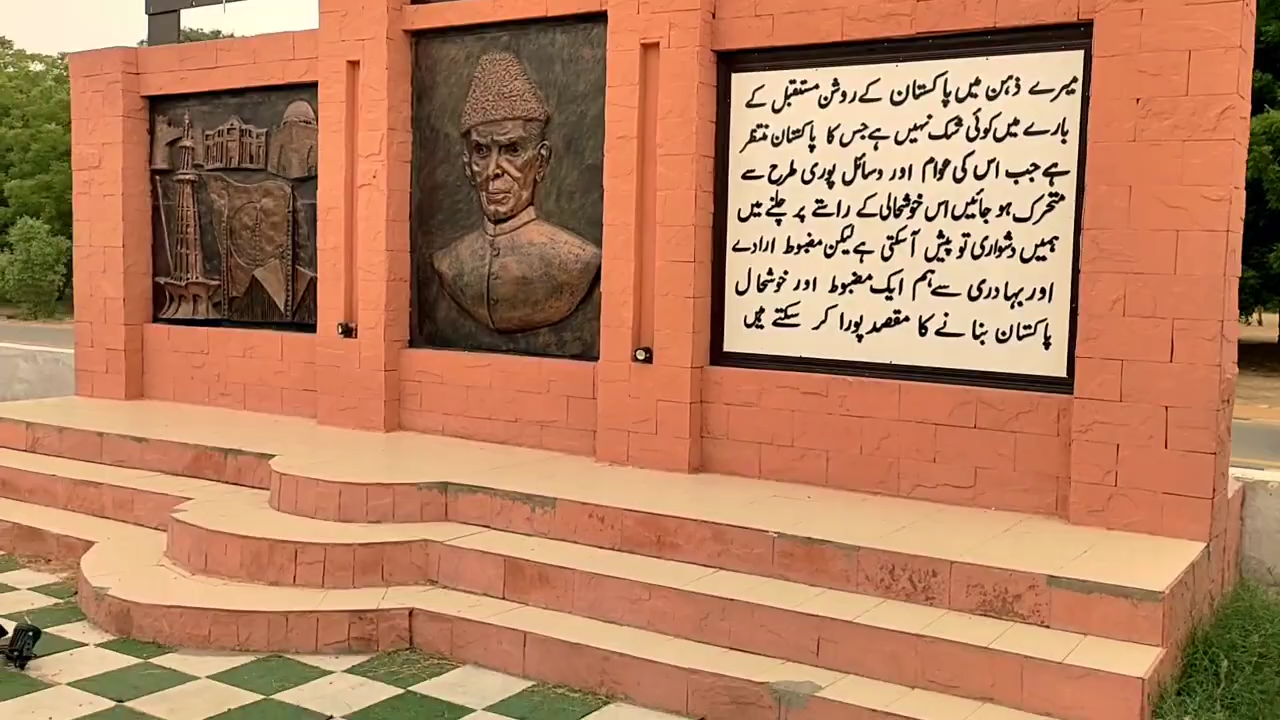 میرے ذہن میں پاکستان کے روشن مستقبل کے
بارے میں کوئی شک نہیں ہے جس کا پاکستان منتظر
ہے جب اس کی عوام اور وسائل پوری طرح سے
متحرک ہو جائیں اس خوشحالی کے راستے پر چلنے میں
ہمیں دشواری تو پیش آ سکتی ہے لیکن مضبوط ارادے
اور بہادری سے ہم ایک مضبوط اور خوشحال
پاکستان بنانے کا مقصد پورا کر سکتے ہیں